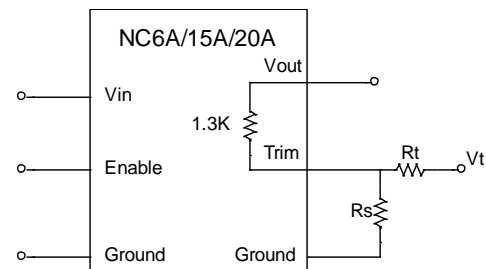 NC6A/15A/20A
Vout
Vin
1.3K
Trim
Rt
Vt
Enable
Rs
Ground
Ground